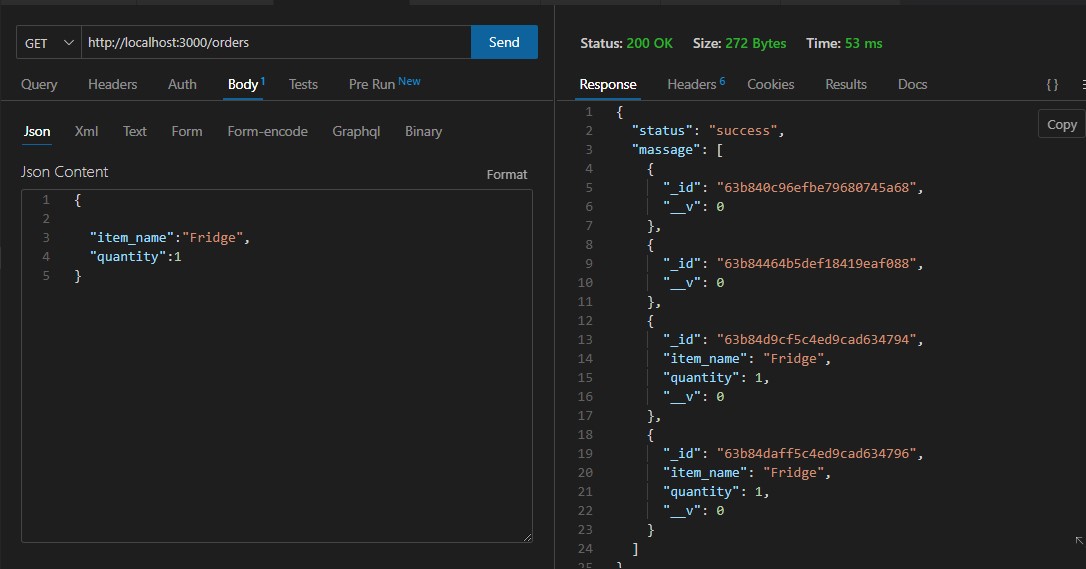 GET http://localhost:3000/orders Send
Query Headers Auth Body 1 Tests Pre Run New
Json Xml Text Form Form-encode Graphql Binary
Json Content Format
1 {
2
3 "item_name":"Fridge",
4 "quantity":1
5 }
Status: 200 OK Size: 272 Bytes Time: 53 ms
Response Headers 6 Cookies Results Docs { }
Copy
1 {
2 "status": "success",
3 "massage": [
4 {
5 "_id": "63b840c96efbe79680745a68",
6 "__v": 0
7 },
8 {
9 "_id": "63b84464b5def18419eaf088",
10 "__v": 0
11 },
12 {
13 "_id": "63b84d9cf5c4ed9cad634794",
14 "item_name": "Fridge",
15 "quantity": 1,
16 "__v": 0
17 },
18 {
19 "_id": "63b84daff5c4ed9cad634796",
20 "item_name": "Fridge",
21 "quantity": 1,
22 "__v": 0
23 }
24 ]
25 }